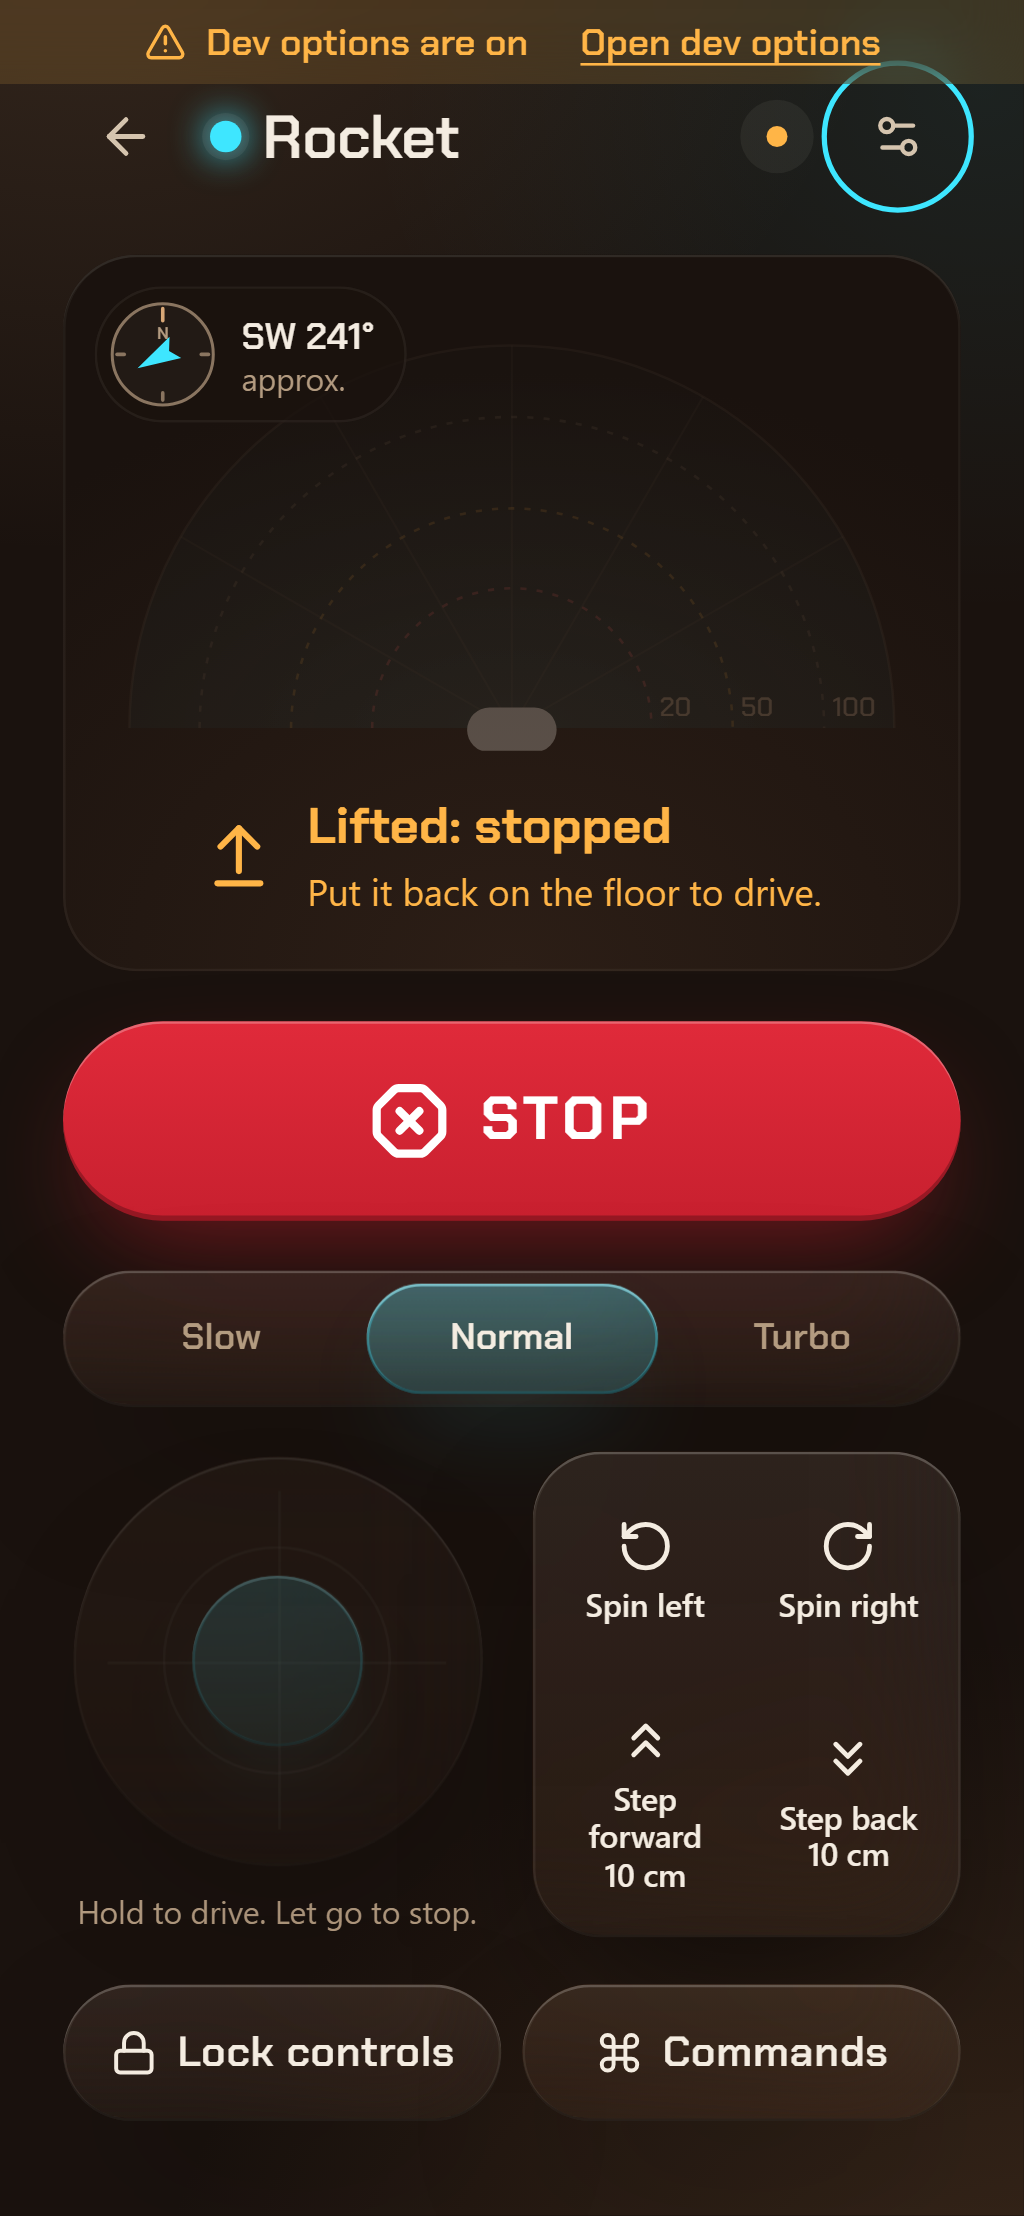 Dev options are on Open dev options
Rocket
N
SW 241°
approx.
20 50 100
Lifted: stopped
Put it back on the floor to drive.
STOP
Slow Normal Turbo
Spin left Spin right
Step forward 10 cm
Step back 10 cm
Hold to drive. Let go to stop.
Lock controls Commands